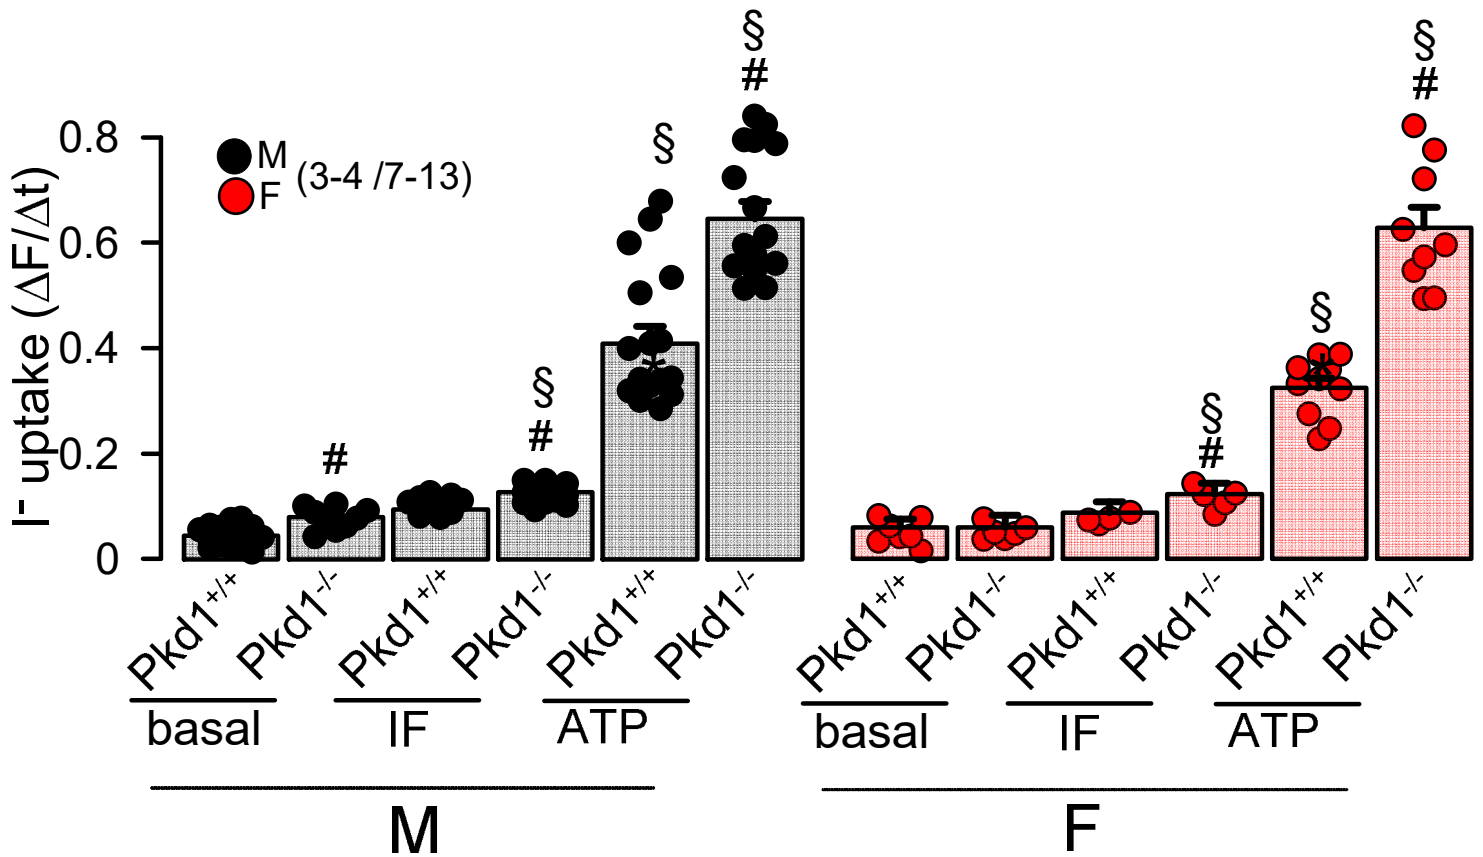 §
#
§
#
0.8
M
F
(3-4 /7-13)
§
§
0.6
I⁻ uptake (ΔF/Δt)
0.4
*
*
§
#
§
#
#
0.2
0
Pkd1+/+
Pkd1-/-
Pkd1+/+
Pkd1-/-
Pkd1+/+
Pkd1-/-
Pkd1+/+
Pkd1-/-
Pkd1+/+
Pkd1-/-
Pkd1+/+
Pkd1-/-
basal
IF
ATP
basal
IF
ATP
M
F